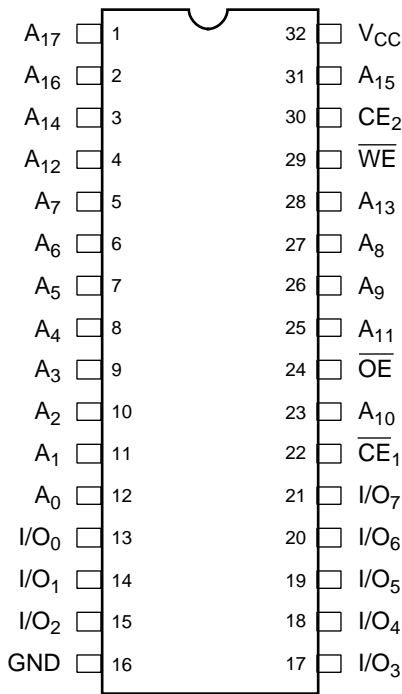 A17 1 32 VCC
A16 2 31 A15
A14 3 30 CE2
A12 4 29 W̅E̅
A7 5 28 A13
A6 6 27 A8
A5 7 26 A9
A4 8 25 A11
A3 9 24 O̅E̅
A2 10 23 A10
A1 11 22 C̅E̅1
A0 12 21 I/O7
I/O0 13 20 I/O6
I/O1 14 19 I/O5
I/O2 15 18 I/O4
GND 16 17 I/O3